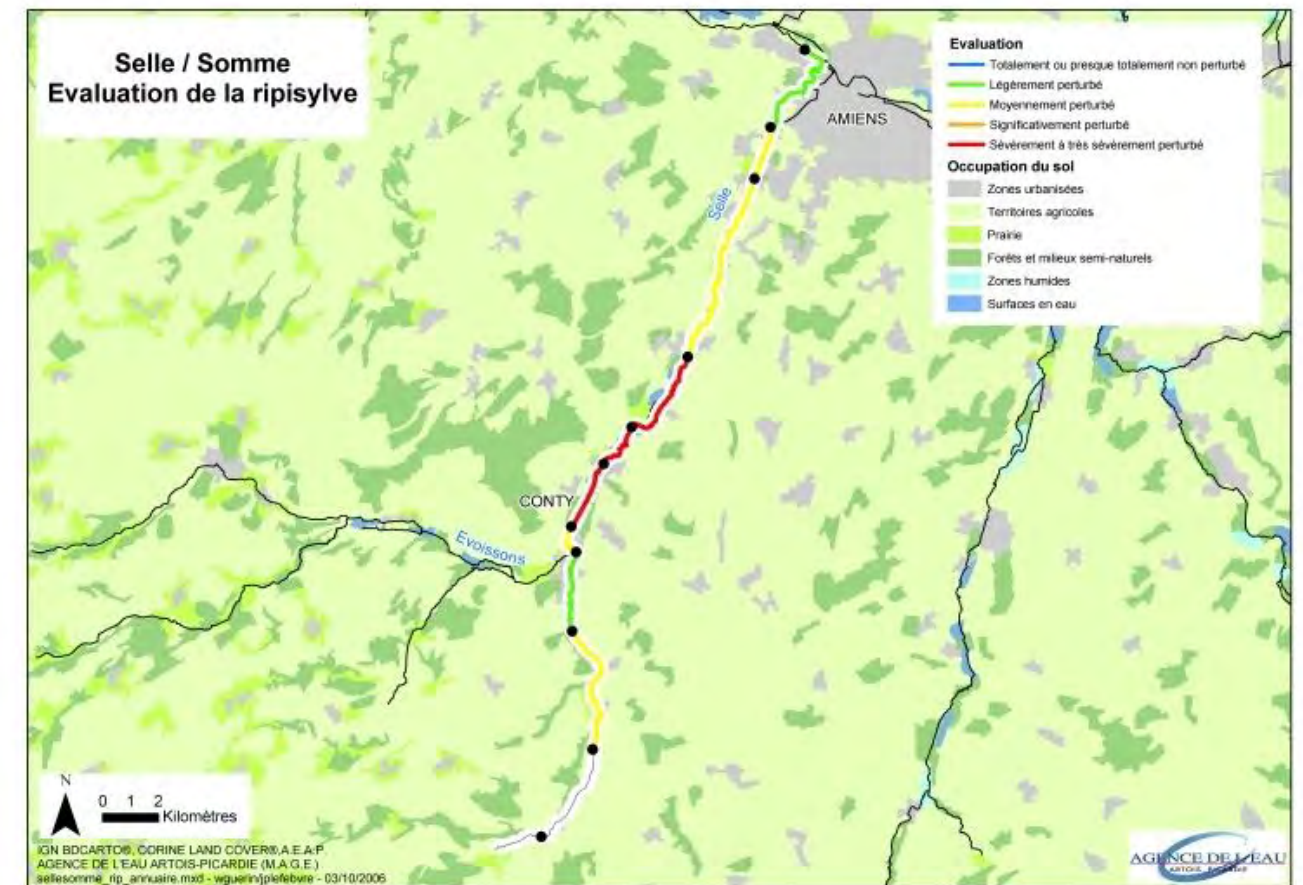 Selle / Somme
Evaluation de la ripisylve
Evaluation
Totalement ou presque totalement non perturbé
Légèrement perturbé
Moyennement perturbé
Significativement perturbé
Sévèrement à très sévèrement perturbé
Occupation du sol
Zones urbanisées
Territoires agricoles
Prairie
Forêts et milieux semi-naturels
Zones humides
Surfaces en eau
AMIENS
Selle
CONTY
Evoissons
N
0 1 2
Kilomètres
IGN BDCARTO®, CORINE LAND COVER®, A.E.A.P.
AGENCE DE L'EAU ARTOIS-PICARDIE (M.A.G.E.)
sellesomme_rip_annuaire.mxd - wguerin/jplefebvre - 03/10/2006
AGENCE DE L'EAU
ARTOIS PICARDIE